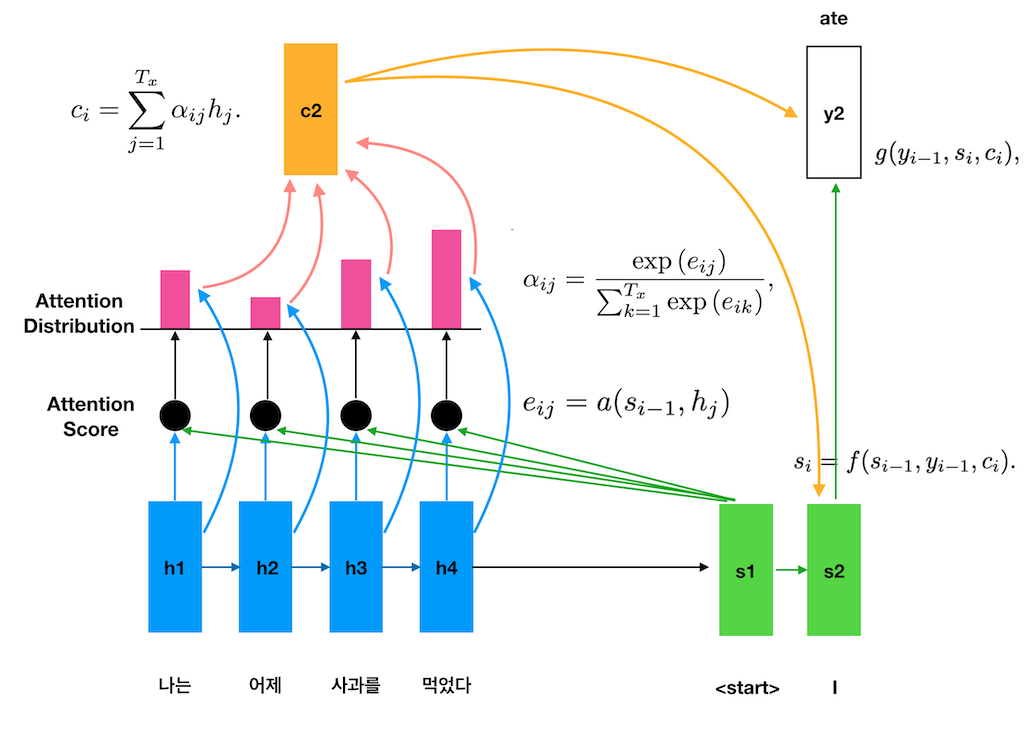 ate
c_i = \sum_{j=1}^{T_x} α_{ij} h_j.
c2
y2
g(y_{i−1}, s_i, c_i),
α_{ij} = \frac{exp (e_{ij})}{\sum_{k=1}^{T_x} exp (e_{ik})},
Attention
Distribution
Attention
Score
e_{ij} = a(s_{i−1}, h_j)
s_i = f(s_{i−1}, y_{i−1}, c_i).
h1 h2 h3 h4 s1 s2
나는 어제 사과를 먹었다 <start> I